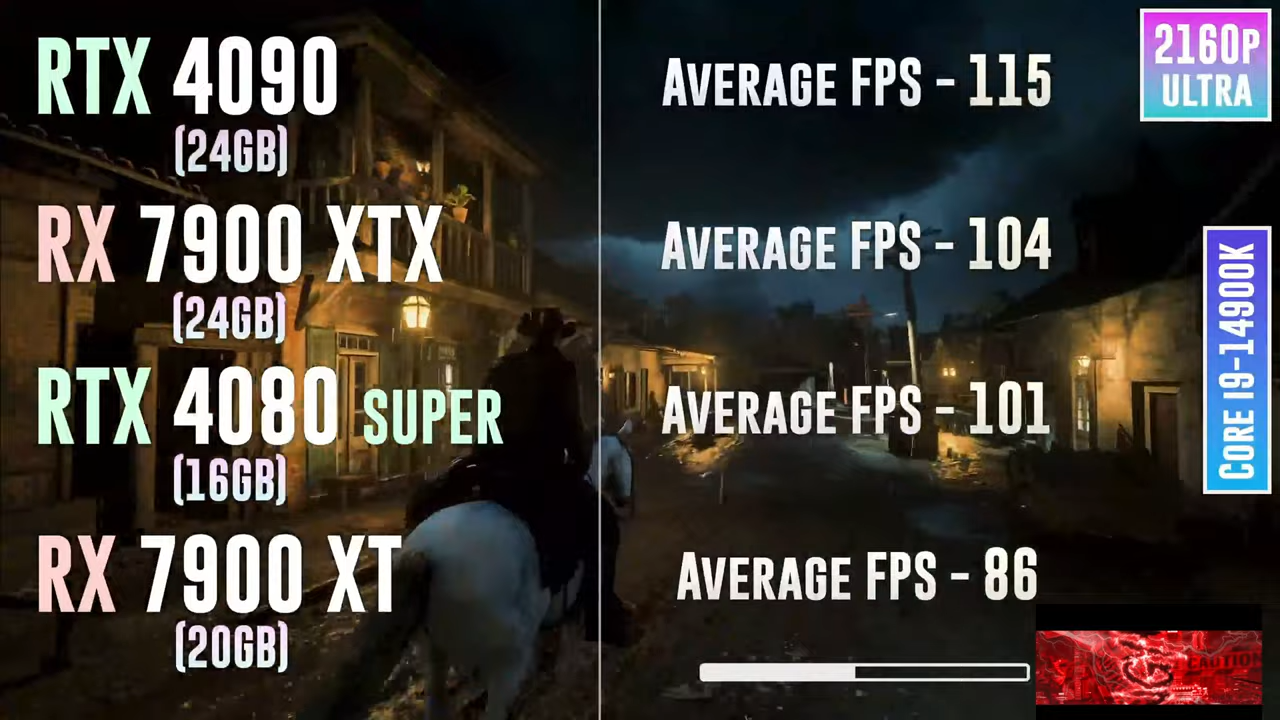 RTX 4090
(24GB)
Average FPS - 115
2160p
ULTRA
RX 7900 XTX
(24GB)
Average FPS - 104
CORE I9-14900K
RTX 4080 SUPER
(16GB)
Average FPS - 101
RX 7900 XT
(20GB)
Average FPS - 86
CAUTION